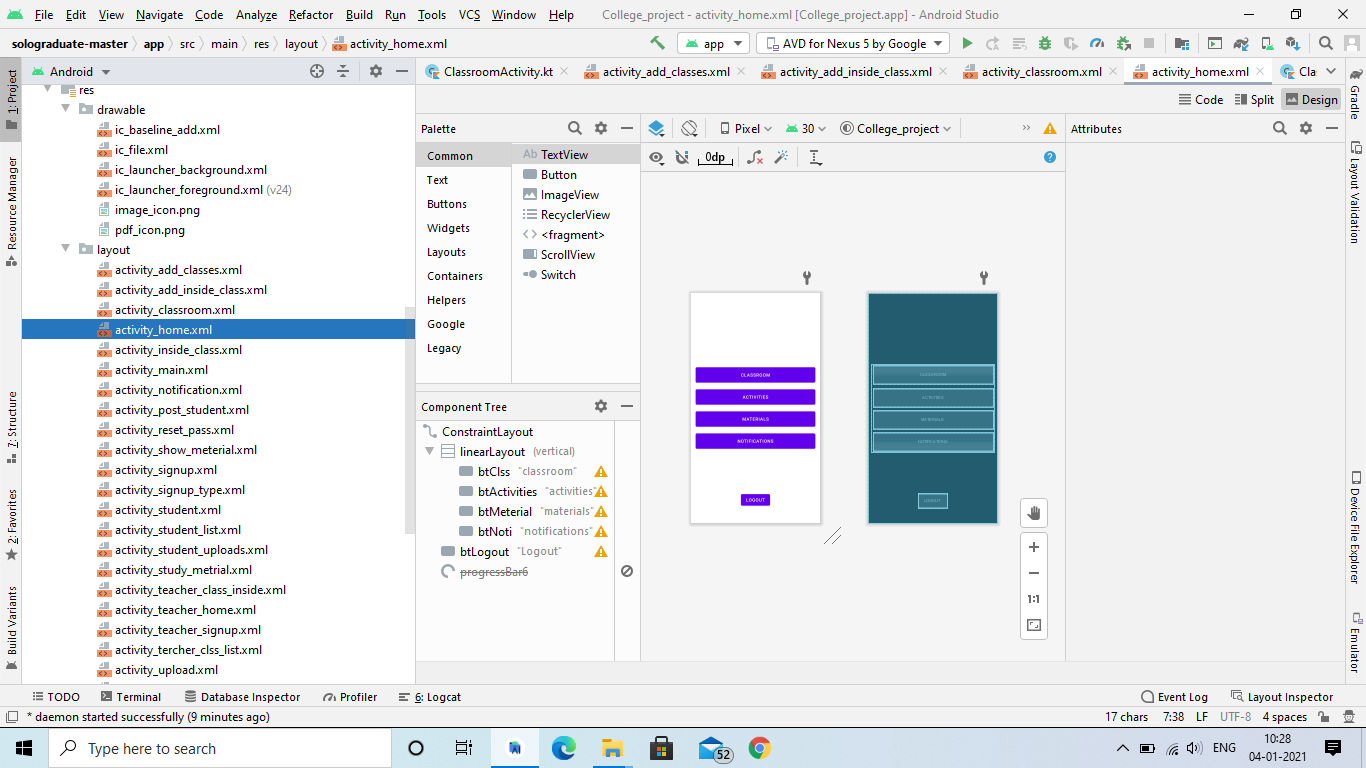 File Edit View Navigate Code Analyze Refactor Build Run Tools VCS Window Help College_project - activity_home.xml [College_project.app] - Android Studio
solograduate-master app src main res layout activity_home.xml app AVD for Nexus 5 by Google
Android ClassroomActivity.kt activity_add_classes.xml activity_add_inside_class.xml activity_classroom.xml activity_home.xml Cla
Code Split Design
1: Project
Resource Manager
7: Structure
2: Favorites
Build Variants
res
drawable
ic_baseline_add.xml
ic_file.xml
ic_launcher_background.xml
ic_launcher_foreground.xml (v24)
image_icon.png
pdf_icon.png
layout
activity_add_classes.xml
activity_add_inside_class.xml
activity_classroom.xml
activity_home.xml
activity_inside_class.xml
activity_main.xml
activity_notification.xml
activity_post_student.xml
activity_reset_pass.xml
activity_show_meterial.xml
activity_signup.xml
activity_signup_type.xml
activity_student.xml
activity_student_list.xml
activity_student_uploads.xml
activity_study_metrial.xml
activity_teacher_class_inside.xml
activity_teacher_home.xml
activity_teacher_signup.xml
activity_tercher_clss_list.xml
activity_upload.xml
Palette
Common
Text
Buttons
Widgets
Layouts
Containers
Helpers
Google
Legacy
Ab TextView
Button
ImageView
RecyclerView
<fragment>
ScrollView
Switch
Component Tree
ConstraintLayout
linearLayout (vertical)
btClss "classroom"
btActivities "activities"
btMeterial "materials"
btNoti "notifications"
btLogout "Logout"
progressBar6
Pixel 30 College_project
0dp
CLASSROOM
ACTIVITIES
MATERIALS
NOTIFICATIONS
LOGOUT
CLASSROOM
ACTIVITIES
MATERIALS
NOTIFICATIONS
LOGOUT
1:1
Attributes
Gradle
Layout Validation
Device File Explorer
Emulator
TODO Terminal Database Inspector Profiler 6: Logcat Event Log Layout Inspector
* daemon started successfully (9 minutes ago) 17 chars 7:38 LF UTF-8 4 spaces
Type here to search 52 ENG 10:28
04-01-2021